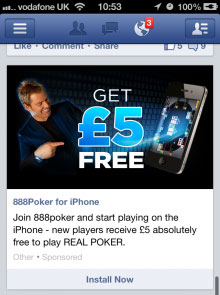 vodafone UK 10:53 100%
3
Like · Comment · Share 5 9
GET
£5
FREE
888Poker for iPhone
Join 888poker and start playing on the
iPhone - new players receive £5 absolutely
free to play REAL POKER.
Other · Sponsored
Install Now